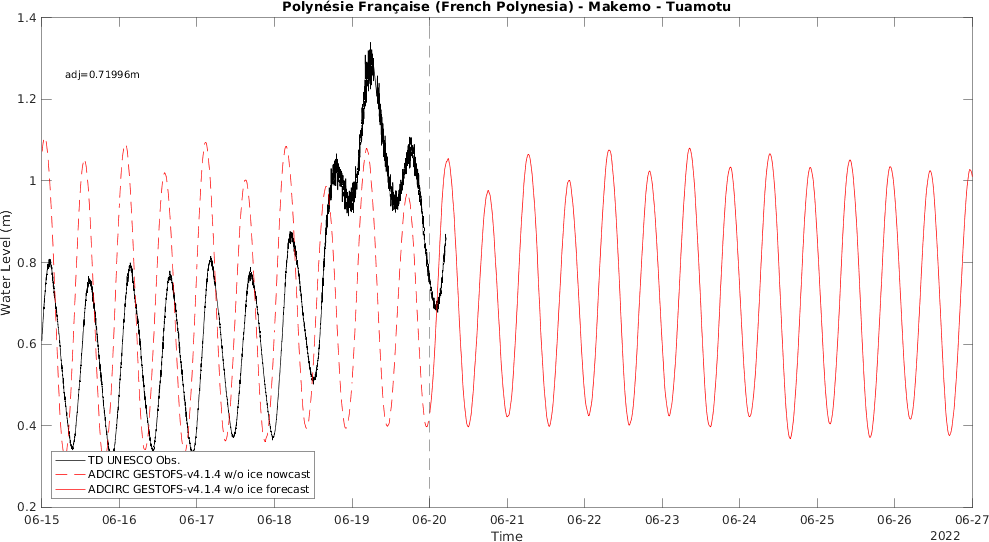 Polynésie Française (French Polynesia) - Makemo - Tuamotu
1.4
adj=0.71996m
1.2
1
0.8
Water Level (m)
0.6
0.4
TD UNESCO Obs.
ADCIRC GESTOFS-v4.1.4 w/o ice nowcast
ADCIRC GESTOFS-v4.1.4 w/o ice forecast
0.2
06-15 06-16 06-17 06-18 06-19 06-20 06-21 06-22 06-23 06-24 06-25 06-26 06-27
Time
2022